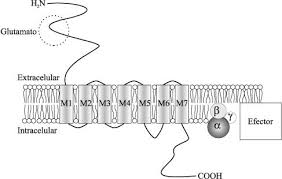 H₂N
Glutamato
Extracelular
M1 M2 M3 M4 M5 M6 M7
β γ
α
Efector
Intracelular
COOH